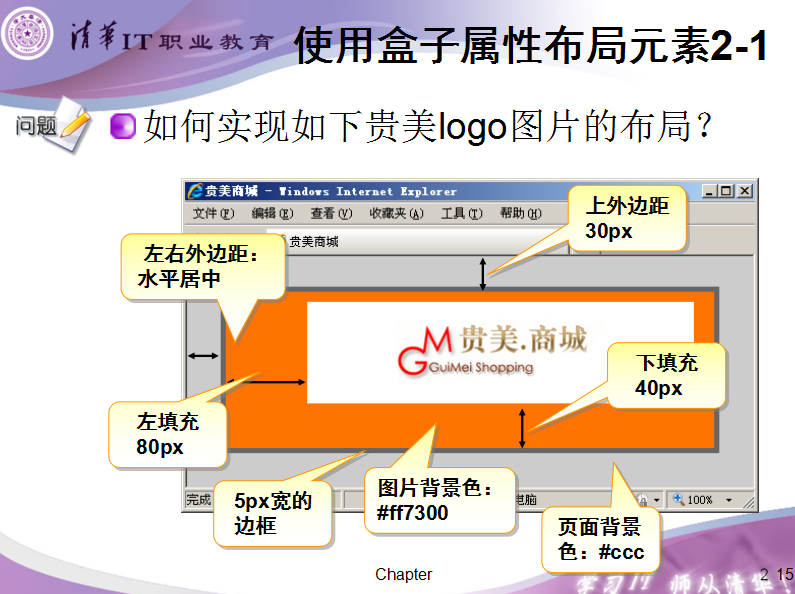 清华IT职业教育
使用盒子属性布局元素2-1
问题
如何实现如下贵美logo图片的布局？
贵美商城 - Windows Internet Explorer
文件(F) 编辑(E) 查看(V) 收藏夹(A) 工具(T) 帮助(H)
贵美商城
上外边距
30px
左右外边距：
水平居中
贵美.商城
GM
GuiMei Shopping
下填充
40px
左填充
80px
完成
电脑
100%
5px宽的
边框
图片背景色：
#ff7300
页面背景
色：#ccc
Chapter
2 15
学习IT 师从清华！